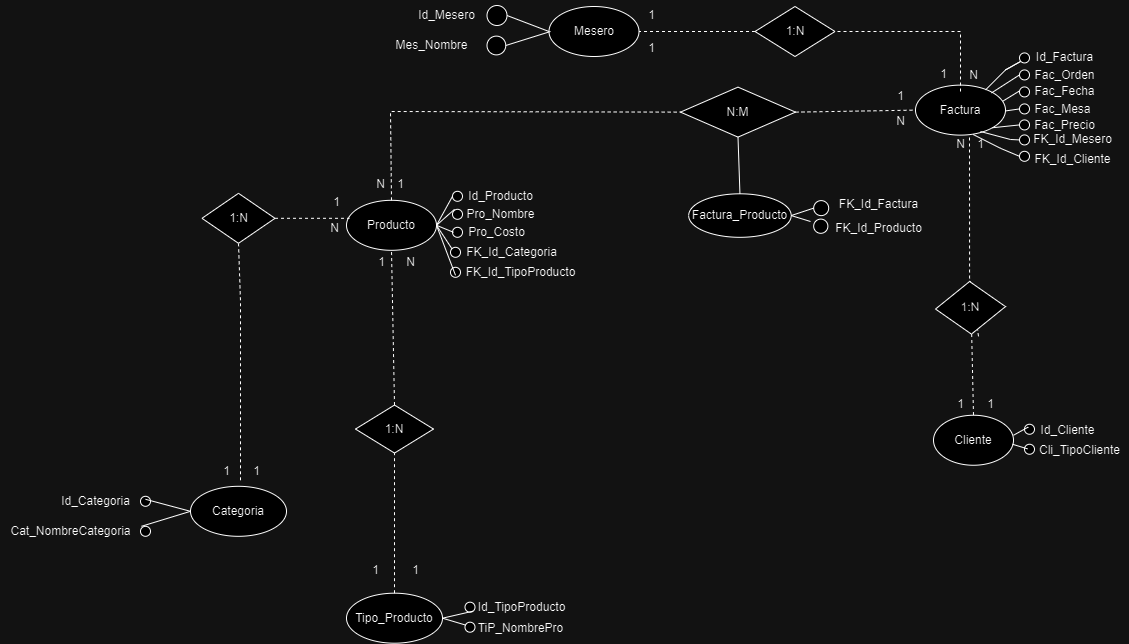 Id_Mesero
Mes_Nombre
Mesero
1
1
1:N
1
N
Id_Factura
Fac_Orden
Fac_Fecha
Fac_Mesa
Fac_Precio
FK_Id_Mesero
FK_Id_Cliente
Factura
1
N
N:M
N
1
N
1
Factura_Producto
FK_Id_Factura
FK_Id_Producto
Id_Producto
Pro_Nombre
Pro_Costo
FK_Id_Categoria
FK_Id_TipoProducto
Producto
1
N
1:N
1
N
1:N
1:N
1
1
Cliente
Id_Cliente
Cli_TipoCliente
1
1
Id_Categoria
Cat_NombreCategoria
Categoria
1
1
Tipo_Producto
Id_TipoProducto
TiP_NombrePro